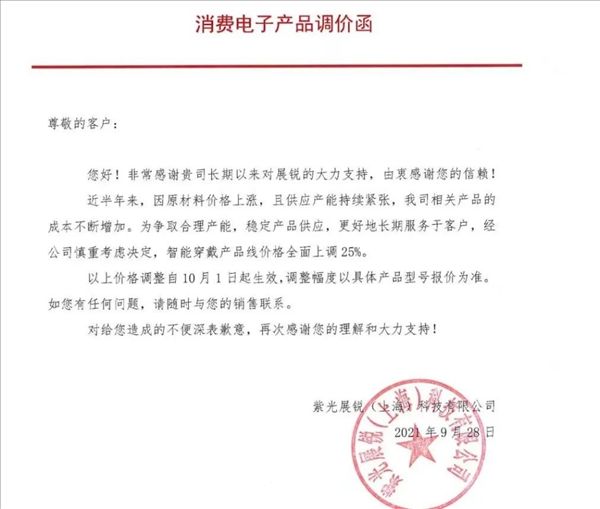 消费电子产品调价函
尊敬的客户：
您好！非常感谢贵司长期以来对展锐的大力支持，由衷感谢您的信赖！
近半年来，因原材料价格上涨，且供应产能持续紧张，我司相关产品的
成本不断增加。为争取合理产能，稳定产品供应，更好地长期服务于客户，经
公司慎重考虑决定，智能穿戴产品线价格全面上调 25%。
以上价格调整自 10 月 1 日起生效，调整幅度以具体产品型号报价为准。
如您有任何问题，请随时与您的销售联系。
对给您造成的不便深表歉意，再次感谢您的理解和大力支持！
紫光展锐（上海）科技有限公司
2021 年 9 月 28 日
紫光展锐（上海）科技有限公司